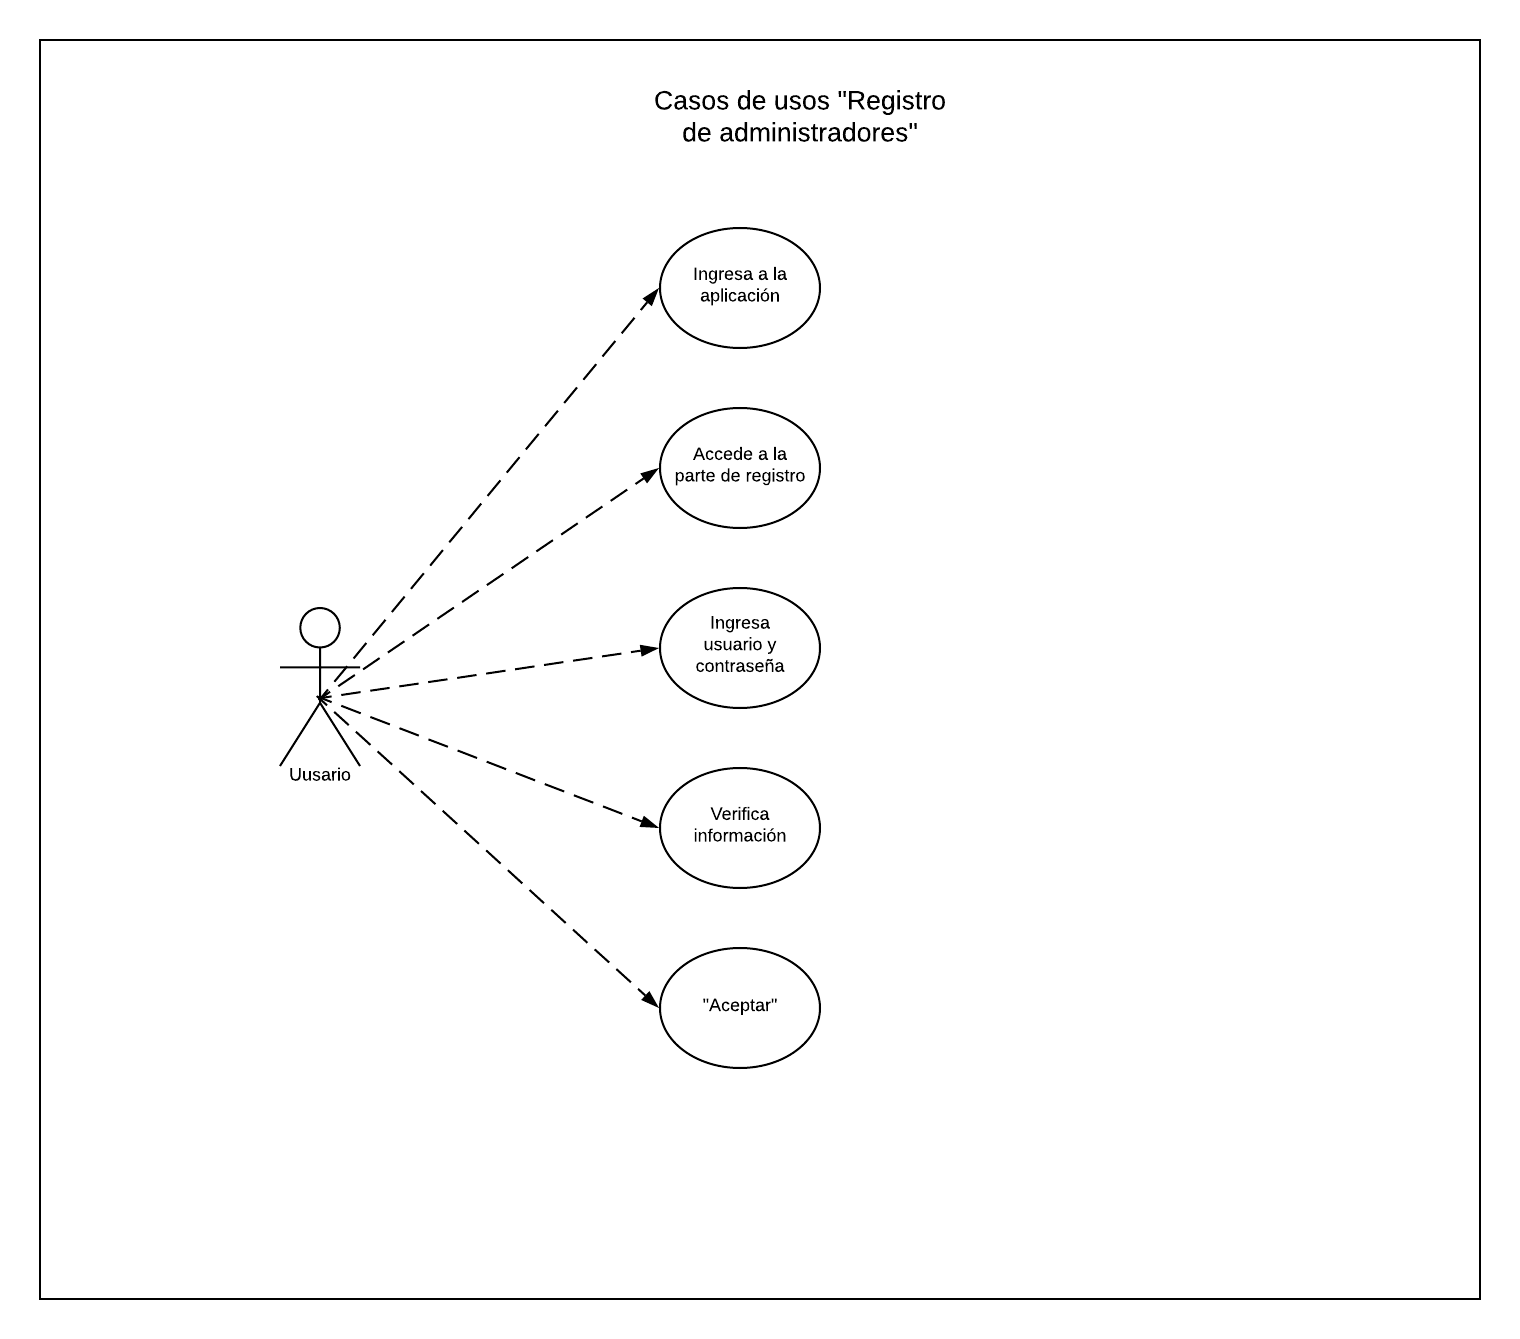 Casos de usos "Registro
de administradores"
Ingresa a la
aplicación
Accede a la
parte de registro
Ingresa
usuario y
contraseña
Uusario
Verifica
información
"Aceptar"